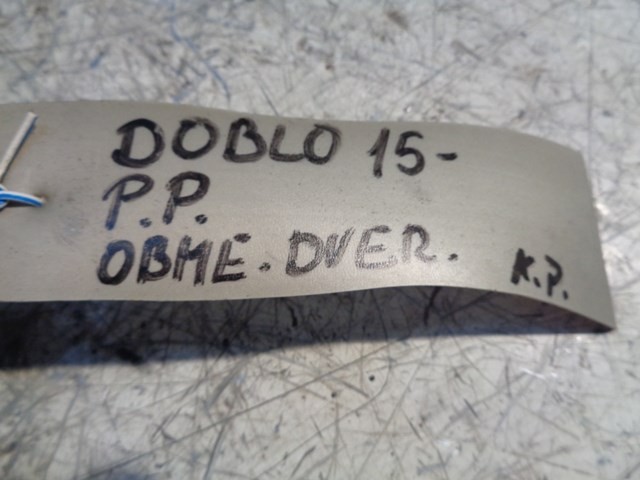 DOBLO 15-
P.P.
OBME. DVER. K.P.